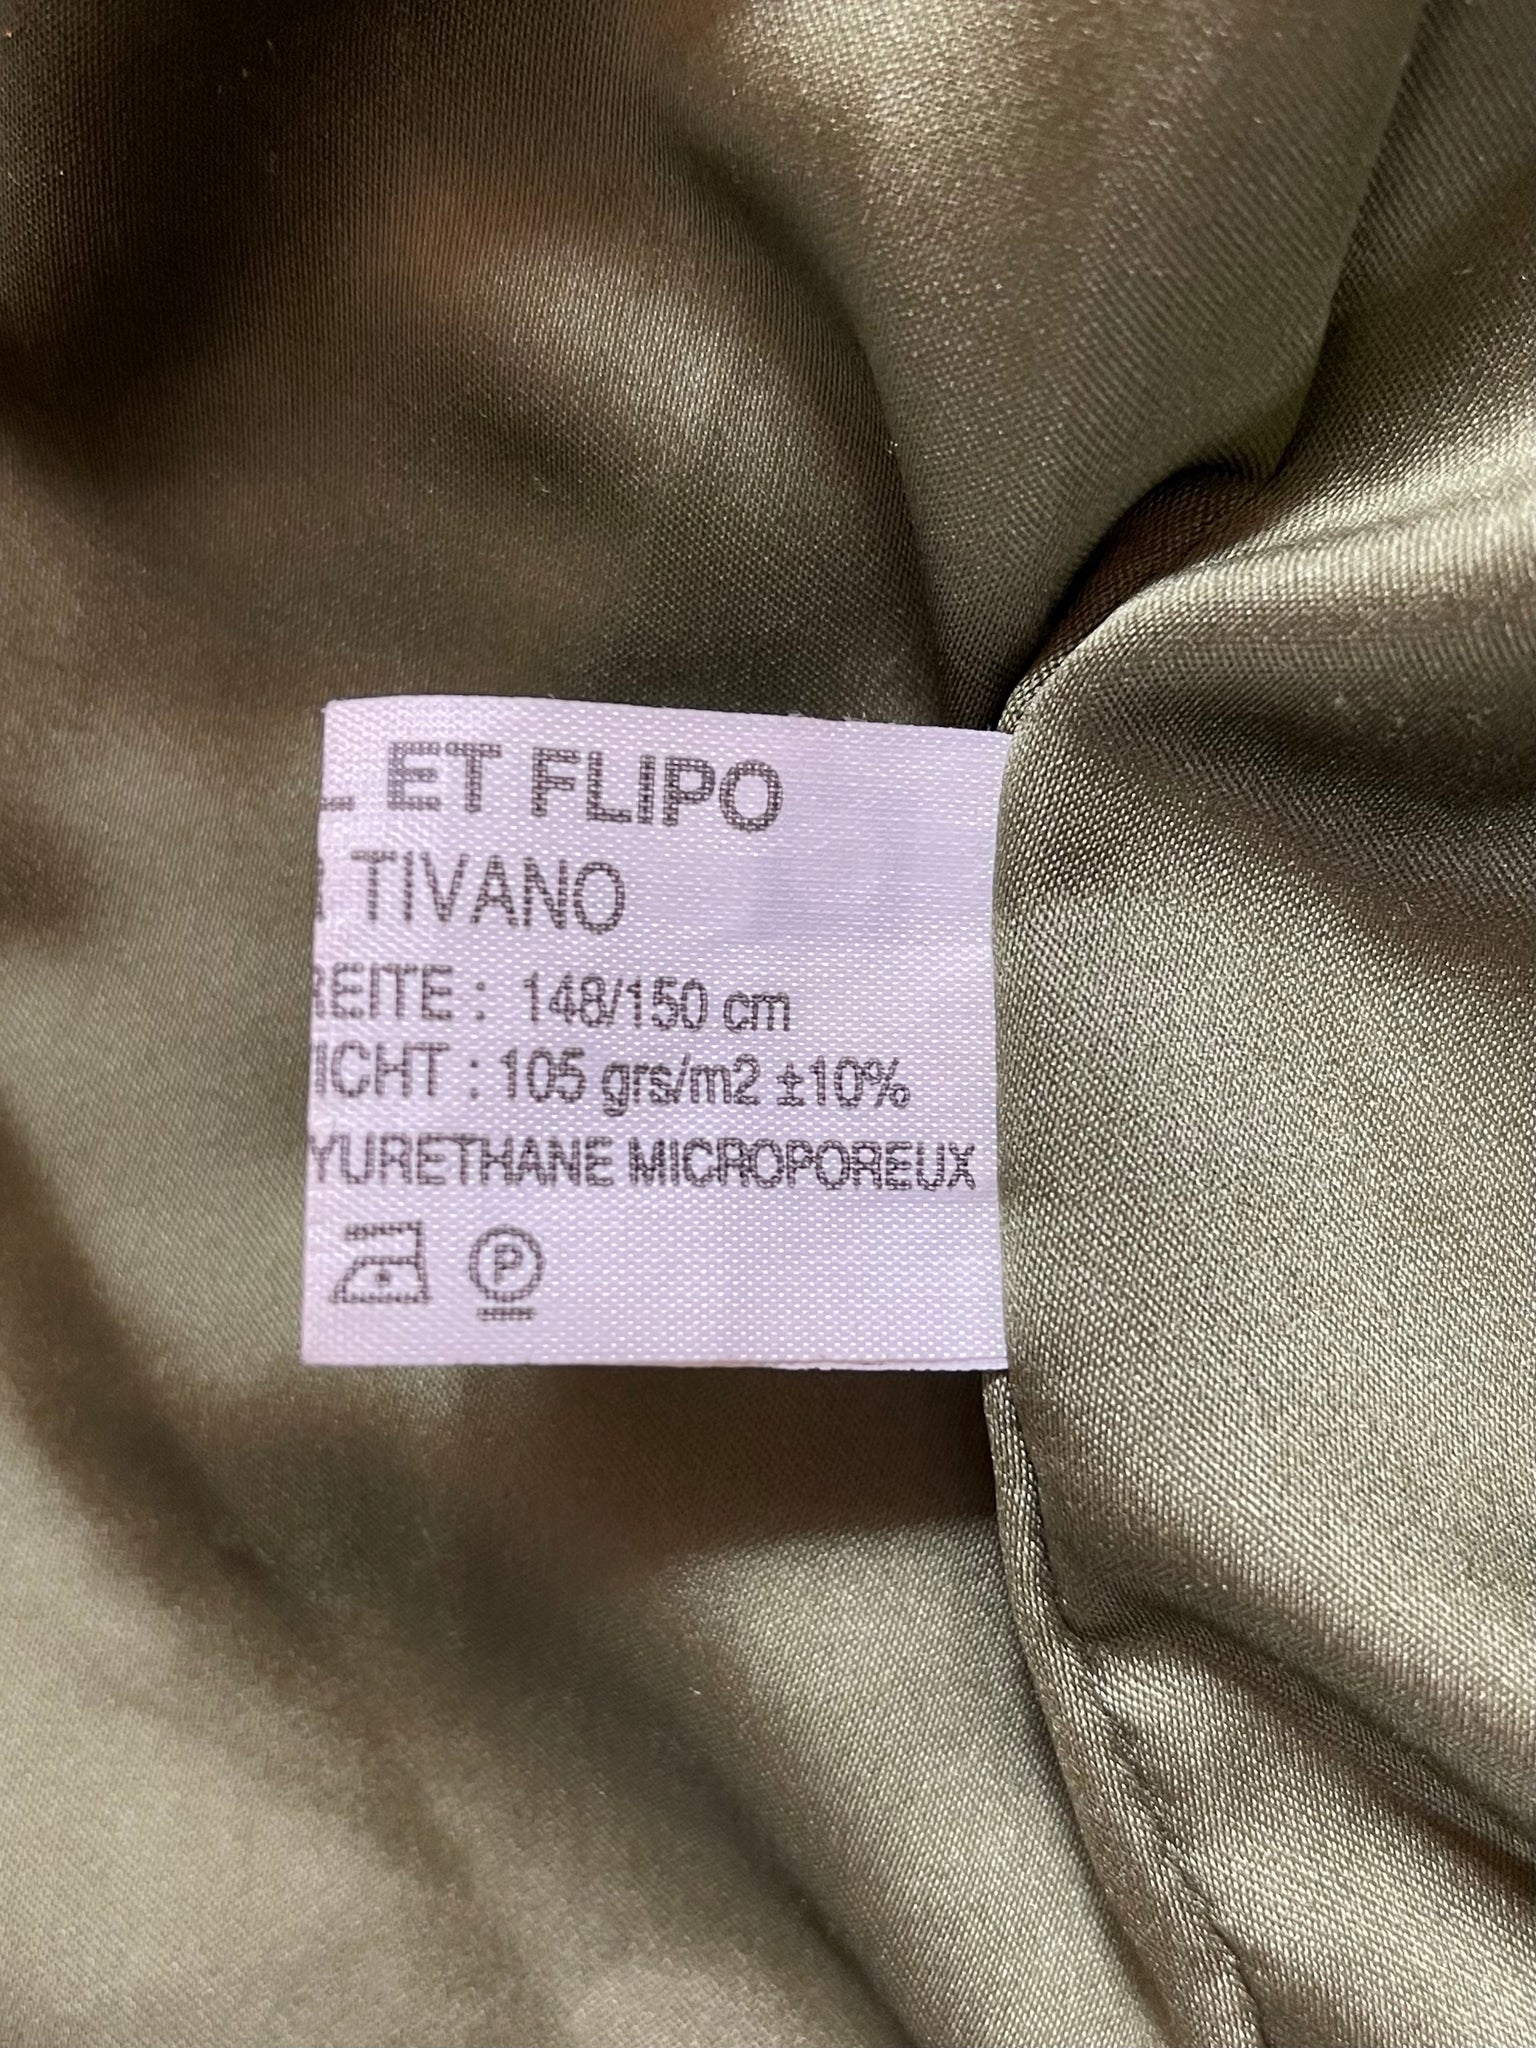 L ET FLIPO
TIVANO
REITE : 148/150 cm
ICHT : 105 grs/m2 ±10%
YURETHANE MICROPOREUX
P